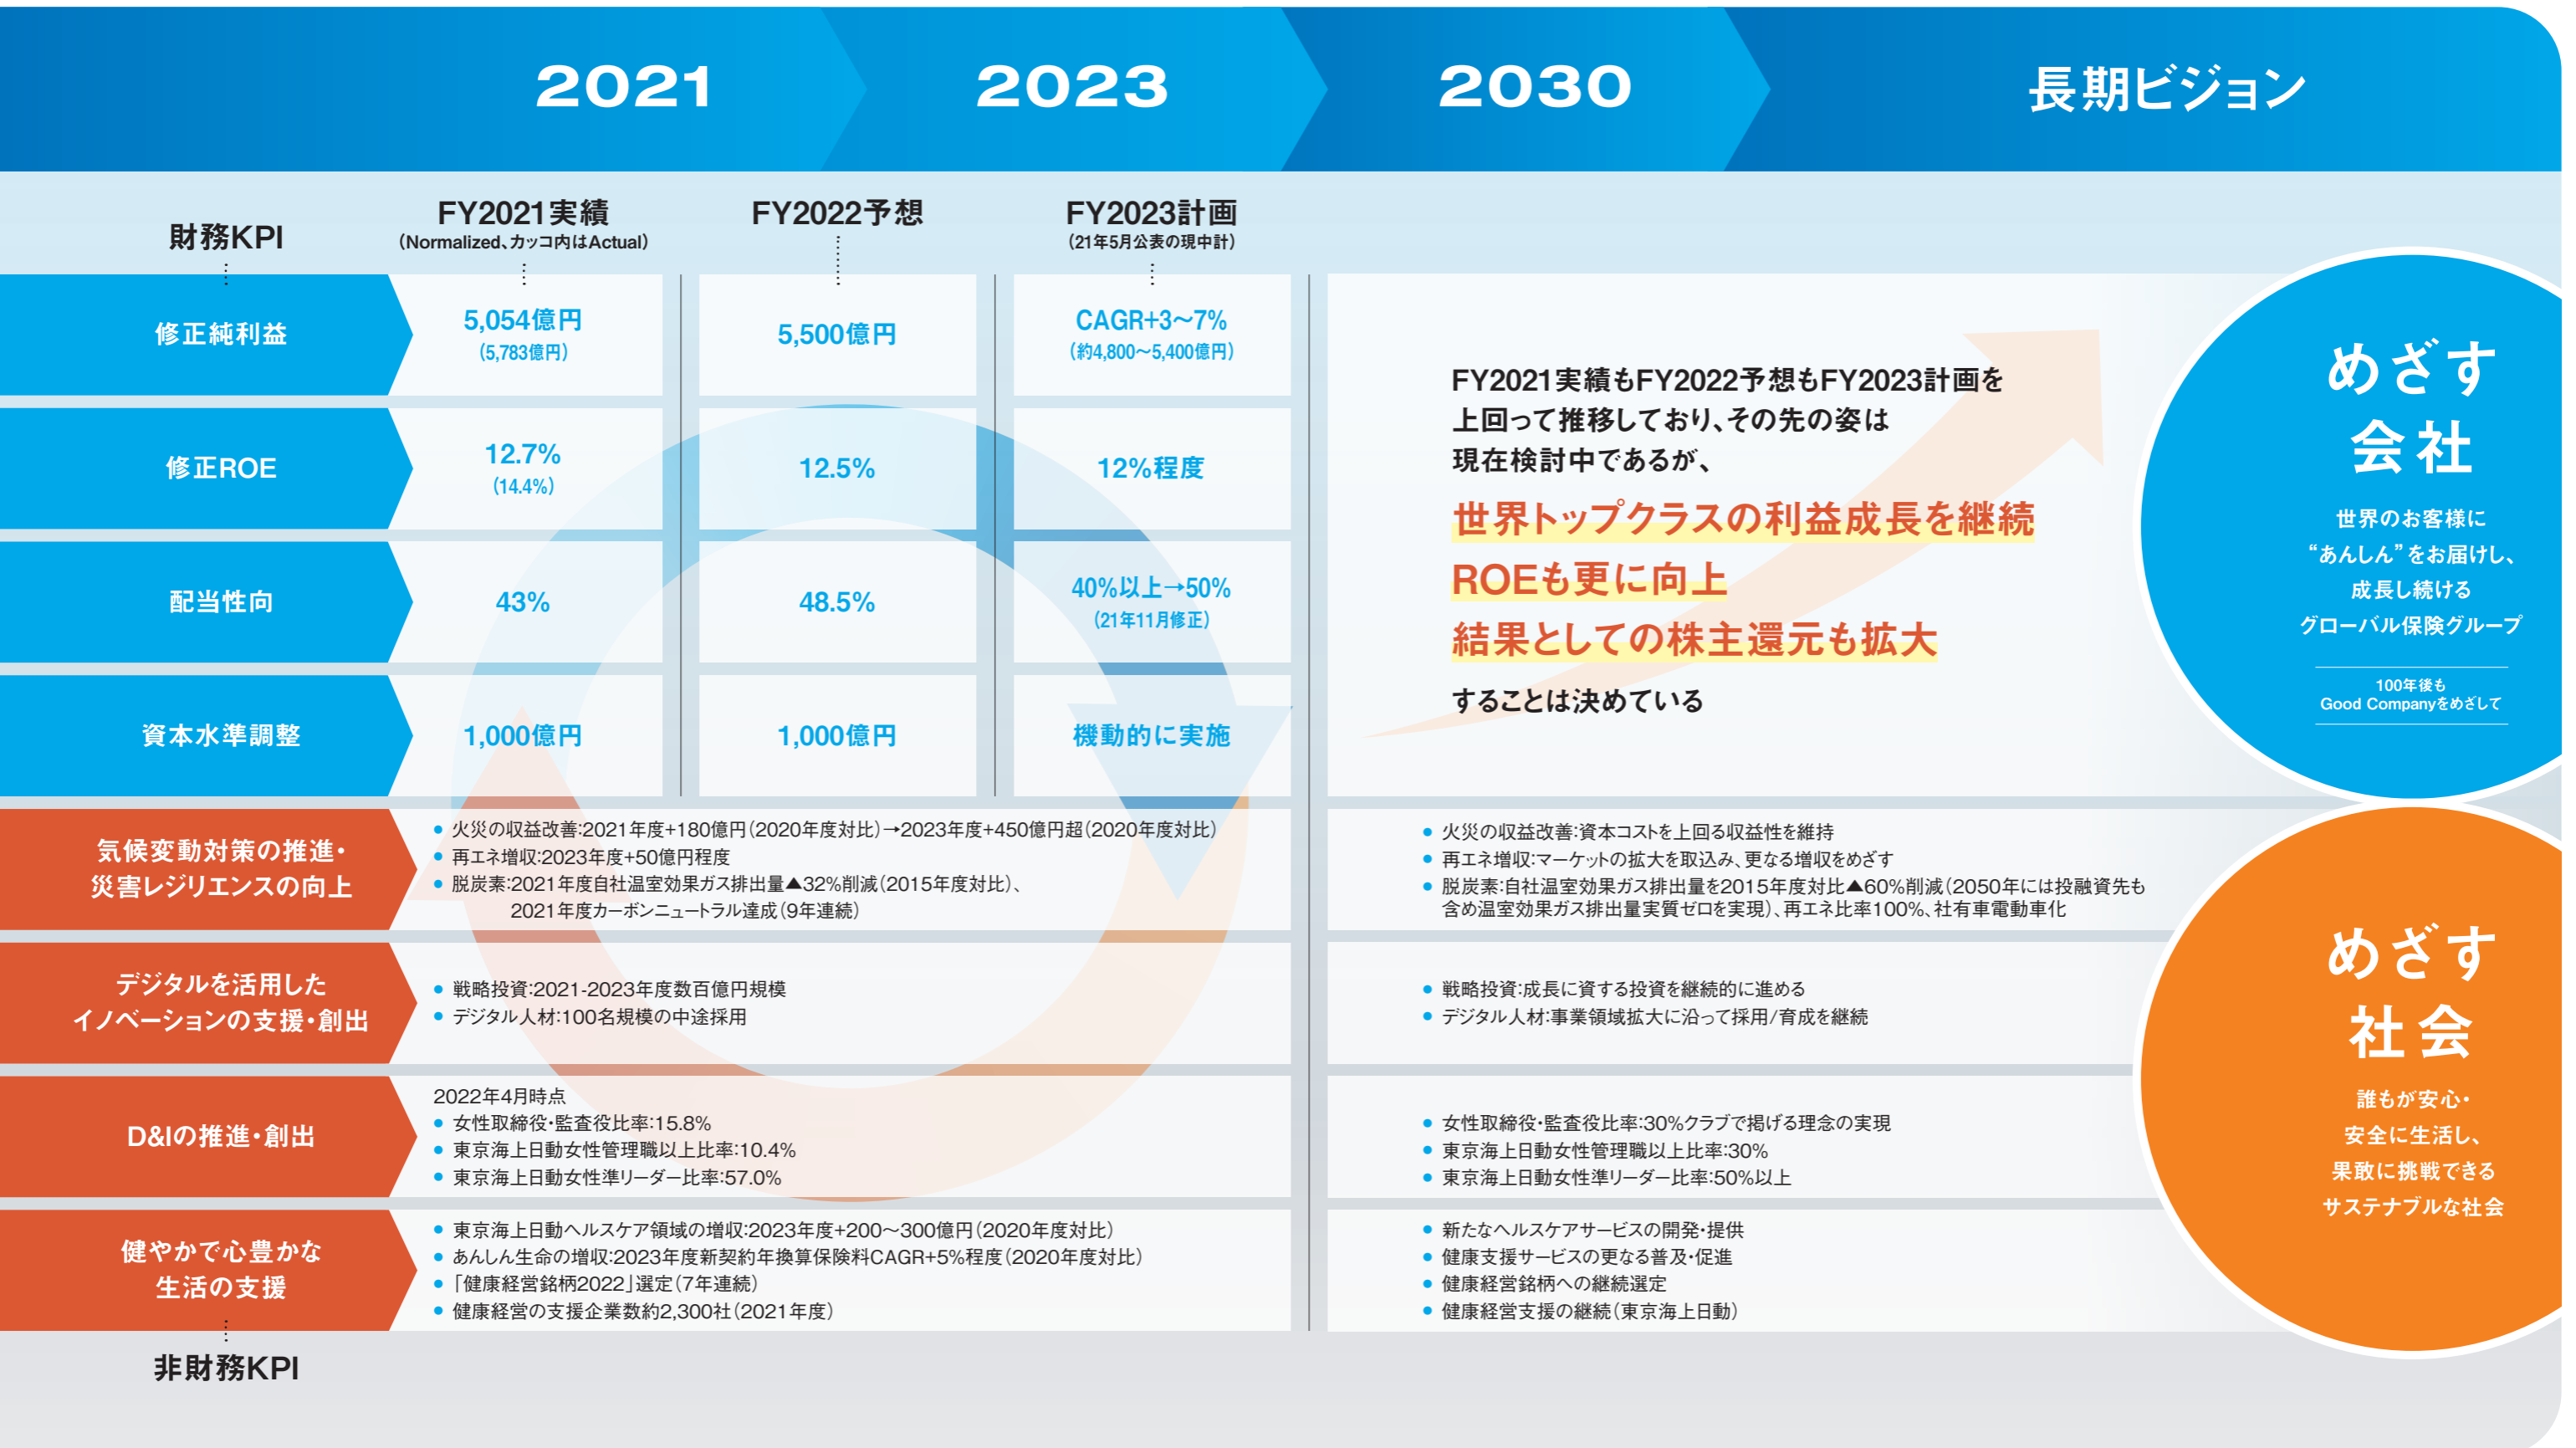 2021
2023
2030
長期ビジョン
財務KPI
FY2021実績
（Normalized、カッコ内はActual）
FY2022予想
FY2023計画
（21年5月公表の現中計）
修正純利益
5,054億円
（5,783億円）
5,500億円
CAGR+3〜7%
（約4,800〜5,400億円）
修正ROE
12.7%
（14.4%）
12.5%
12%程度
配当性向
43%
48.5%
40%以上→50%
（21年11月修正）
資本水準調整
1,000億円
1,000億円
機動的に実施
FY2021実績もFY2022予想もFY2023計画を
上回って推移しており、その先の姿は
現在検討中であるが、
世界トップクラスの利益成長を継続
ROEも更に向上
結果としての株主還元も拡大
することは決めている
めざす
会社
世界のお客様に
“あんしん”をお届けし、
成長し続ける
グローバル保険グループ
100年後も
Good Companyをめざして
気候変動対策の推進・
災害レジリエンスの向上
● 火災の収益改善：2021年度+180億円（2020年度対比）→2023年度+450億円超（2020年度対比）
● 再エネ増収：2023年度+50億円程度
● 脱炭素：2021年度自社温室効果ガス排出量▲32%削減（2015年度対比）、
2021年度カーボンニュートラル達成（9年連続）
● 火災の収益改善：資本コストを上回る収益性を維持
● 再エネ増収：マーケットの拡大を取込み、更なる増収をめざす
● 脱炭素：自社温室効果ガス排出量を2015年度対比▲60%削減（2050年には投融資先も
含め温室効果ガス排出量実質ゼロを実現）、再エネ比率100%、社有車電動車化
デジタルを活用した
イノベーションの支援・創出
● 戦略投資：2021-2023年度数百億円規模
● デジタル人材：100名規模の中途採用
● 戦略投資：成長に資する投資を継続的に進める
● デジタル人材：事業領域拡大に沿って採用/育成を継続
D&Iの推進・創出
2022年4月時点
● 女性取締役・監査役比率：15.8%
● 東京海上日動女性管理職以上比率：10.4%
● 東京海上日動女性準リーダー比率：57.0%
● 女性取締役・監査役比率：30%クラブで掲げる理念の実現
● 東京海上日動女性管理職以上比率：30%
● 東京海上日動女性準リーダー比率：50%以上
健やかで心豊かな
生活の支援
● 東京海上日動ヘルスケア領域の増収：2023年度+200〜300億円（2020年度対比）
● あんしん生命の増収：2023年度新契約年換算保険料CAGR+5%程度（2020年度対比）
● 「健康経営銘柄2022」選定（7年連続）
● 健康経営の支援企業数約2,300社（2021年度）
● 新たなヘルスケアサービスの開発・提供
● 健康支援サービスの更なる普及・促進
● 健康経営銘柄への継続選定
● 健康経営支援の継続（東京海上日動）
めざす
社会
誰もが安心・
安全に生活し、
果敢に挑戦できる
サステナブルな社会
非財務KPI